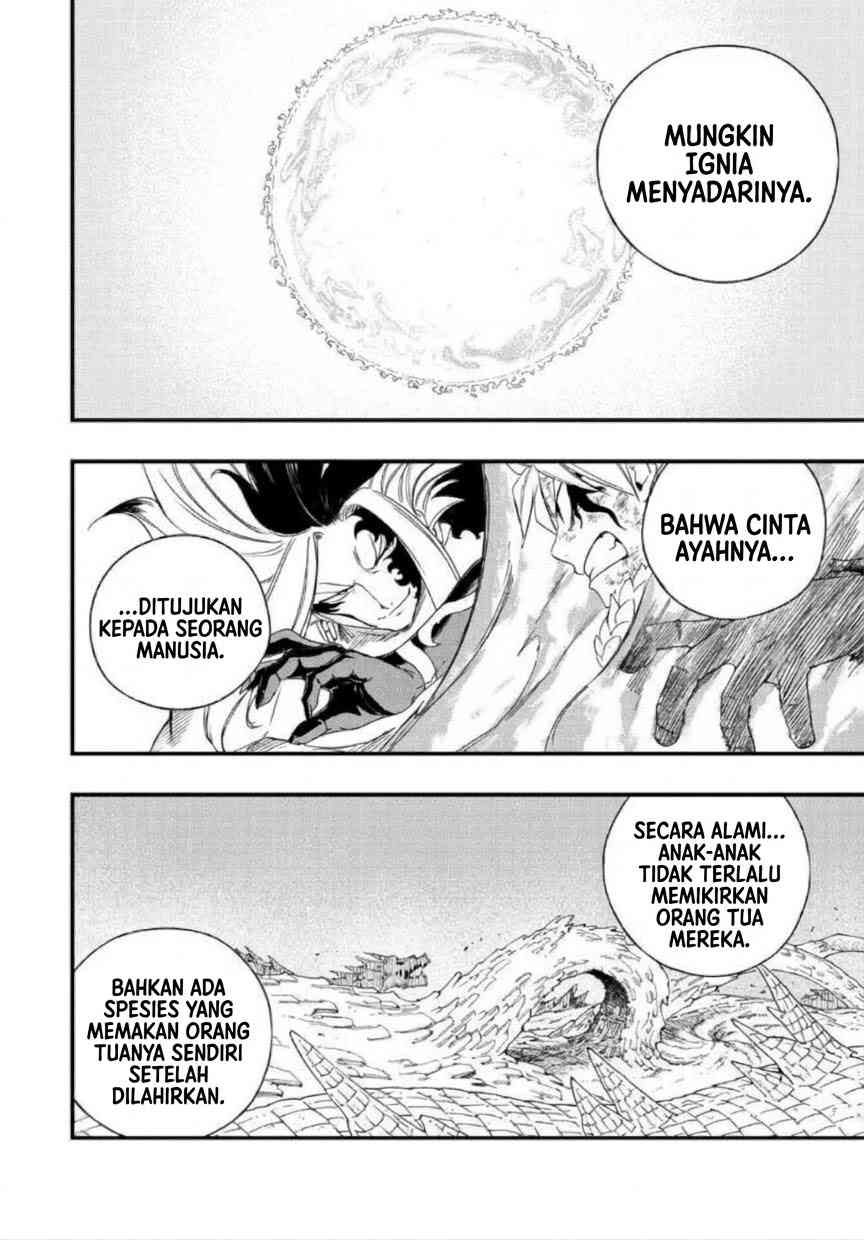 MUNGKIN
IGNIA
MENYADARINYA.
BAHWA CINTA
AYAHNYA...
...DITUJUKAN
KEPADA SEORANG
MANUSIA.
SECARA ALAMI...
ANAK-ANAK
TIDAK TERLALU
MEMIKIRKAN
ORANG TUA
MEREKA.
BAHKAN ADA
SPESIES YANG
MEMAKAN ORANG
TUANYA SENDIRI
SETELAH
DILAHIRKAN.